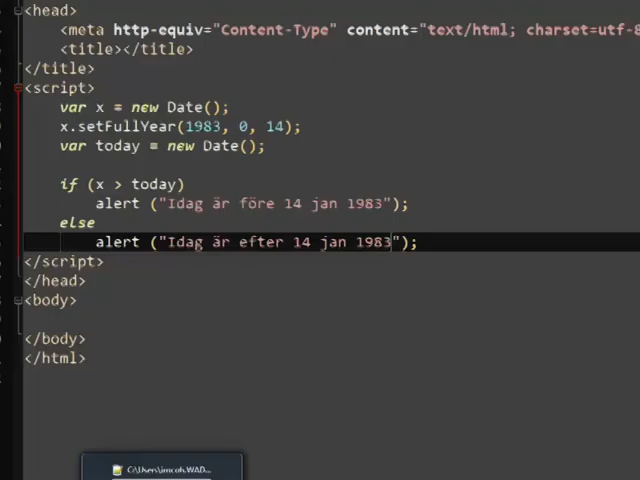 <head>
<meta http-equiv="Content-Type" content="text/html; charset=utf-8
<title></title>
</title>
<script>
var x = new Date();
x.setFullYear(1983, 0, 14);
var today = new Date();
if (x > today)
alert ("Idag är före 14 jan 1983");
else
alert ("Idag är efter 14 jan 1983");
</script>
</head>
<body>
</body>
</html>